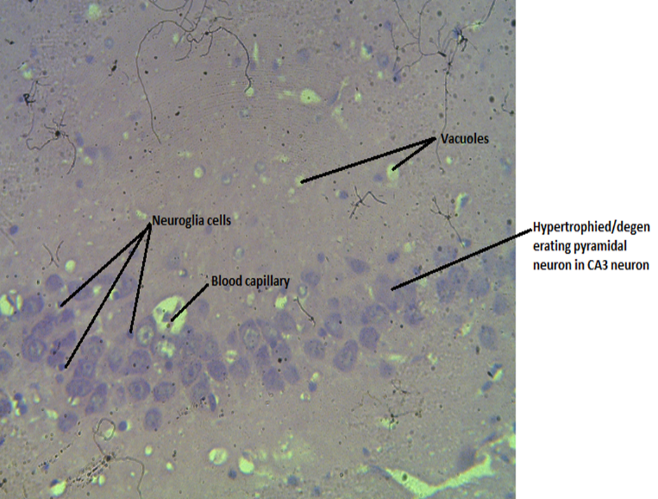 Vacuoles
Neuroglia cells
Hypertrophied/degen
erating pyramidal
neuron in CA3 neuron
Blood capillary